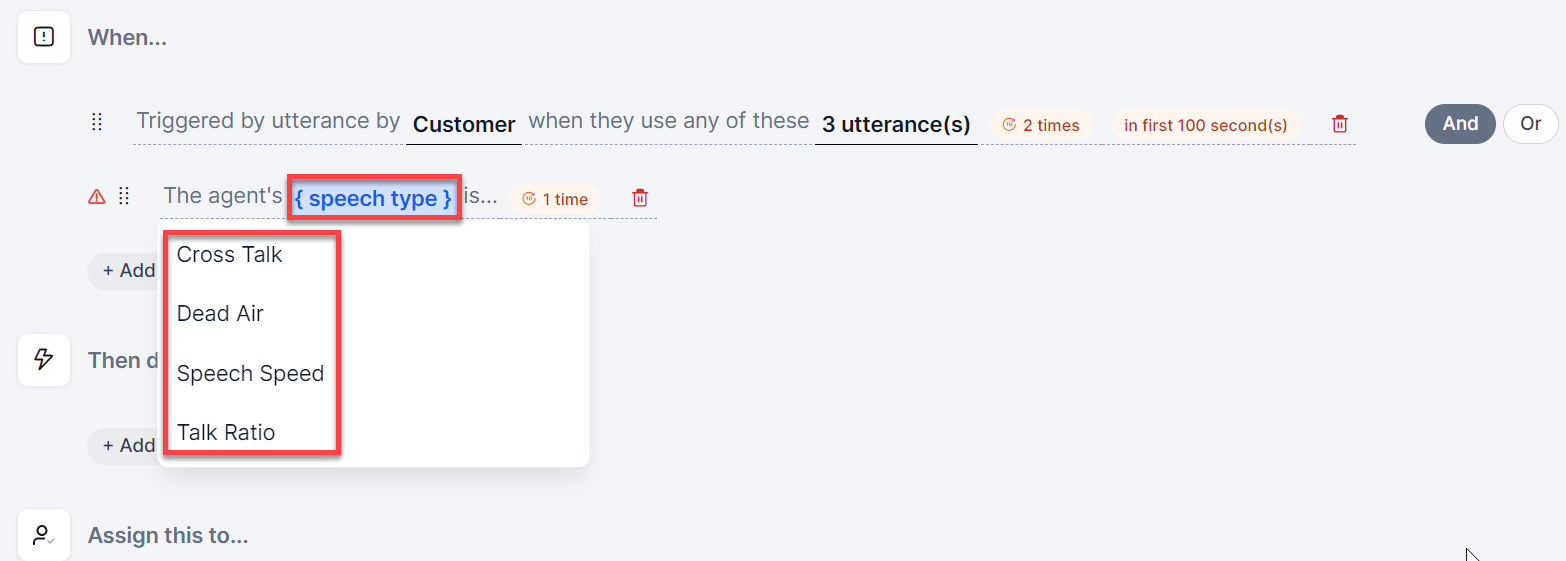 When...
Triggered by utterance by Customer when they use any of these 3 utterance(s) 2 times in first 100 second(s) And Or
The agent's { speech type } is... 1 time
Cross Talk
+ Add
Dead Air
Then d
Speech Speed
Talk Ratio
+ Add
Assign this to...